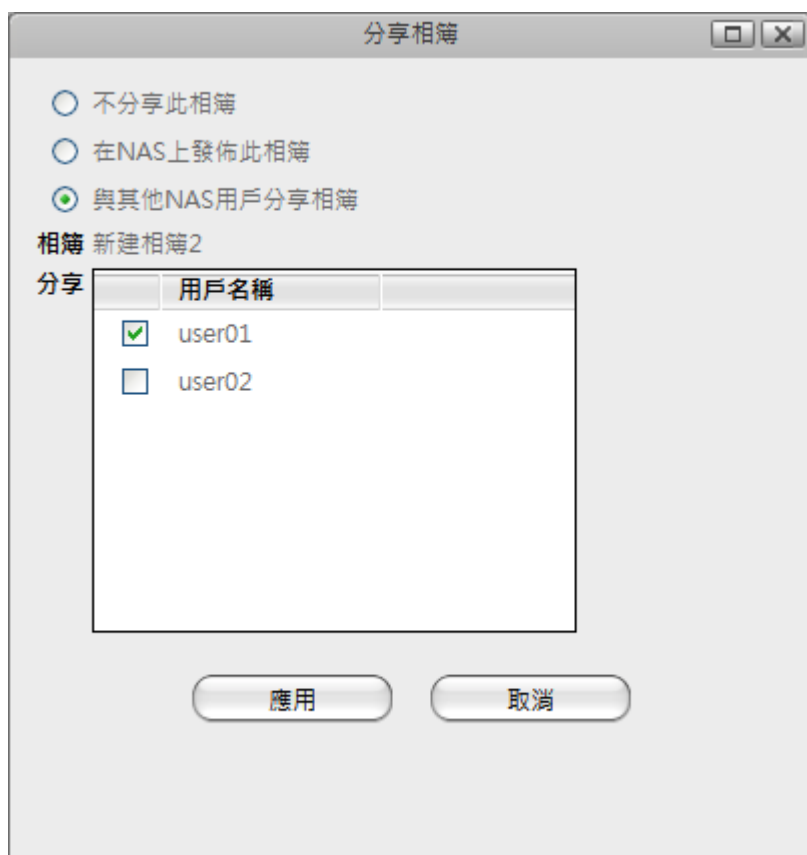 分享相簿
不分享此相簿
在NAS上發佈此相簿
與其他NAS用戶分享相簿
相簿 新建相簿2
分享
用戶名稱
user01
user02
應用 取消